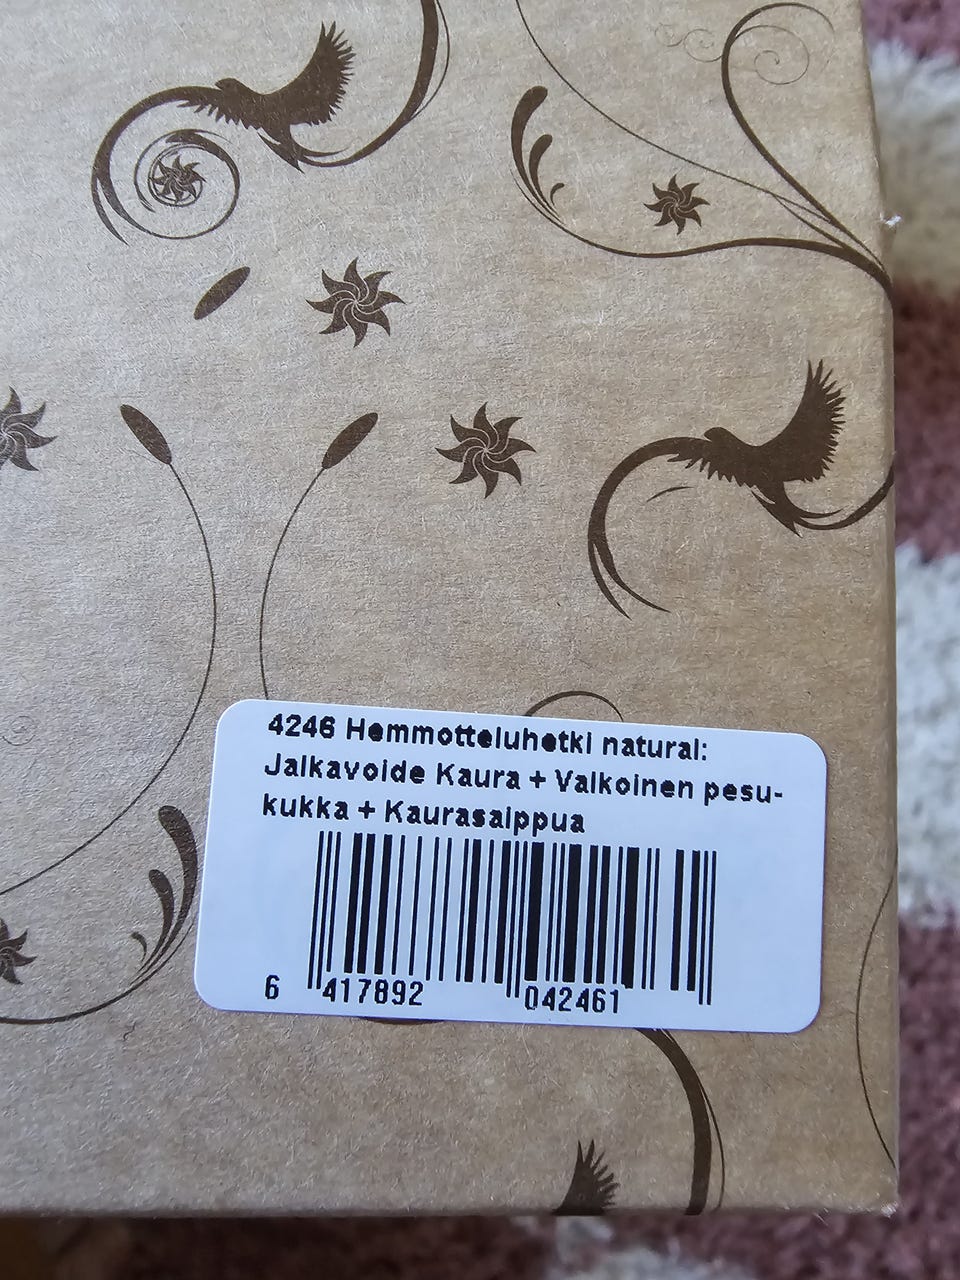 4246 Hemmotteluhetki natural:
Jalkavoide Kaura + Valkoinen pesu-
kukka + Kaurasaippua
6 417892 042461